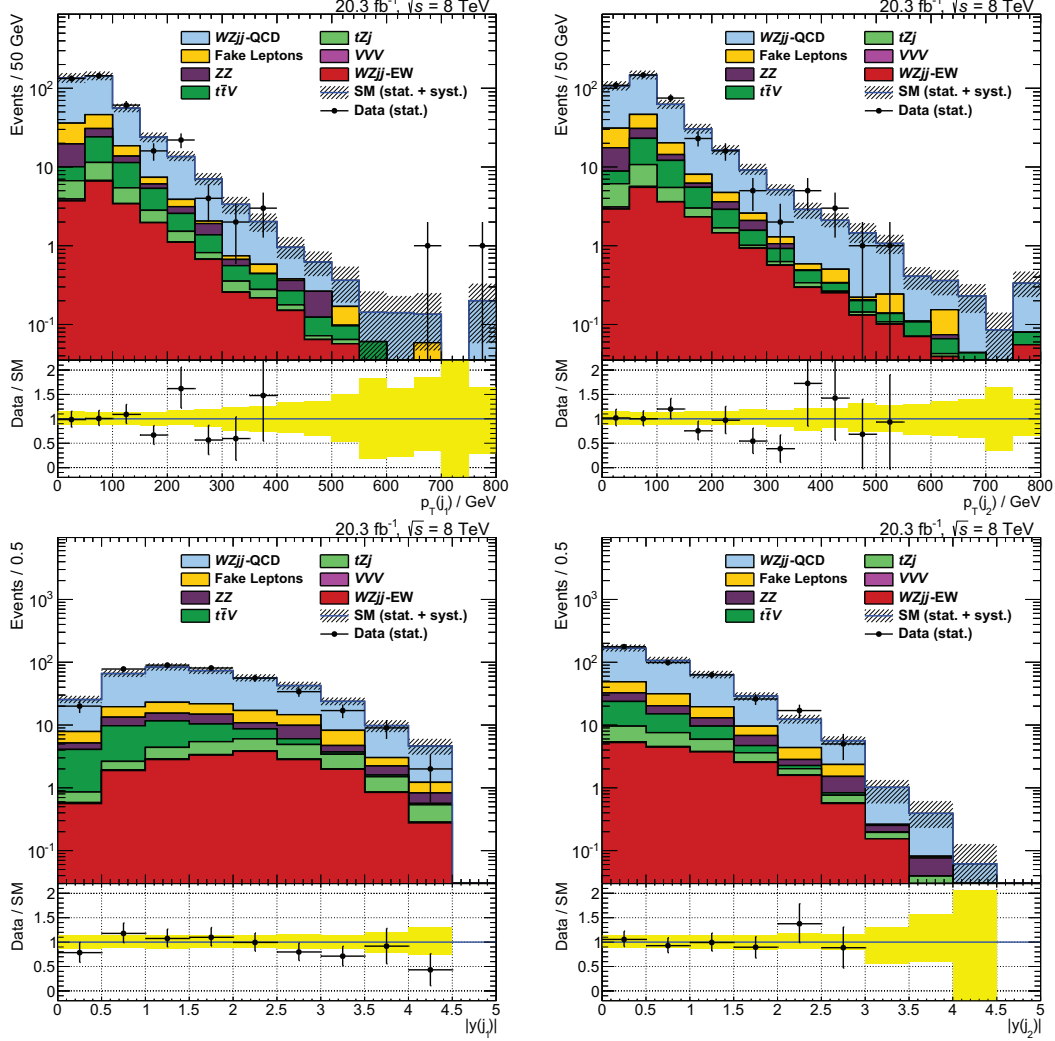 20.3 fb⁻¹, √s = 8 TeV
Events / 50 GeV
WZjj-QCD
Fake Leptons
ZZ
tt̄V
tZj
VVV
WZjj-EW
SM (stat. + syst.)
Data (stat.)
10²
10
1
10⁻¹
Data / SM
2
1.5
1
0.5
0
0 100 200 300 400 500 600 700 800
p_T(j₁) / GeV
20.3 fb⁻¹, √s = 8 TeV
Events / 50 GeV
WZjj-QCD
Fake Leptons
ZZ
tt̄V
tZj
VVV
WZjj-EW
SM (stat. + syst.)
Data (stat.)
10²
10
1
10⁻¹
Data / SM
2
1.5
1
0.5
0
0 100 200 300 400 500 600 700 800
p_T(j₂) / GeV
20.3 fb⁻¹, √s = 8 TeV
Events / 0.5
WZjj-QCD
Fake Leptons
ZZ
tt̄V
tZj
VVV
WZjj-EW
SM (stat. + syst.)
Data (stat.)
10³
10²
10
1
10⁻¹
Data / SM
2
1.5
1
0.5
0
0 0.5 1 1.5 2 2.5 3 3.5 4 4.5 5
|y(j₁)|
20.3 fb⁻¹, √s = 8 TeV
Events / 0.5
WZjj-QCD
Fake Leptons
ZZ
tt̄V
tZj
VVV
WZjj-EW
SM (stat. + syst.)
Data (stat.)
10³
10²
10
1
10⁻¹
Data / SM
2
1.5
1
0.5
0
0 0.5 1 1.5 2 2.5 3 3.5 4 4.5 5
|y(j₂)|